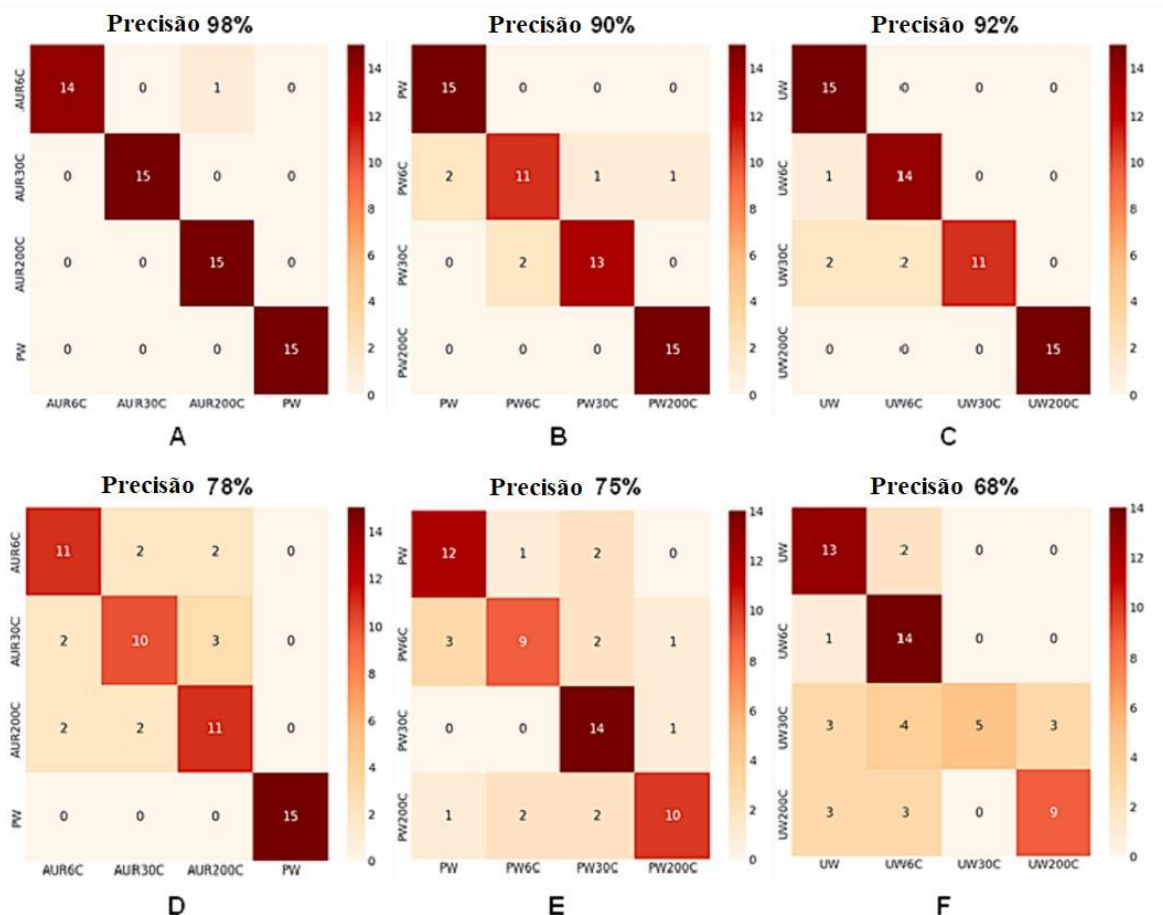 Precisão 98% Precisão 90% Precisão 92%
AUR6C 14 0 1 0 14 PW 15 0 0 0 14 UW 15 0 0 0 14
12 12 12
AUR30C 0 15 0 0 10 PW6C 2 11 1 1 10 UW6C 1 14 0 0 10
8 8 8
6 6 6
AUR200C 0 0 15 0 PW30C 0 2 13 0 UW30C 2 2 11 0
4 4 4
PW 0 0 0 15 2 PW200C 0 0 0 15 2 UW200C 0 0 0 15 2
0 0 0
AUR6C AUR30C AUR200C PW PW PW6C PW30C PW200C UW UW6C UW30C UW200C
A B C
Precisão 78% Precisão 75% Precisão 68%
14 14
AUR6C 11 2 2 0 14 PW 12 1 2 0 UW 13 2 0 0
12 12 12
AUR30C 2 10 3 0 10 PW6C 3 9 2 1 10 UW6C 1 14 0 0 10
8 8 8
6 6 6
AUR200C 2 2 11 0 PW30C 0 0 14 1 UW30C 3 4 5 3
4 4 4
PW 0 0 0 15 2 PW200C 1 2 2 10 2 UW200C 3 3 0 9 2
0 0 0
AUR6C AUR30C AUR200C PW PW PW6C PW30C PW200C UW UW6C UW30C UW200C
D E F